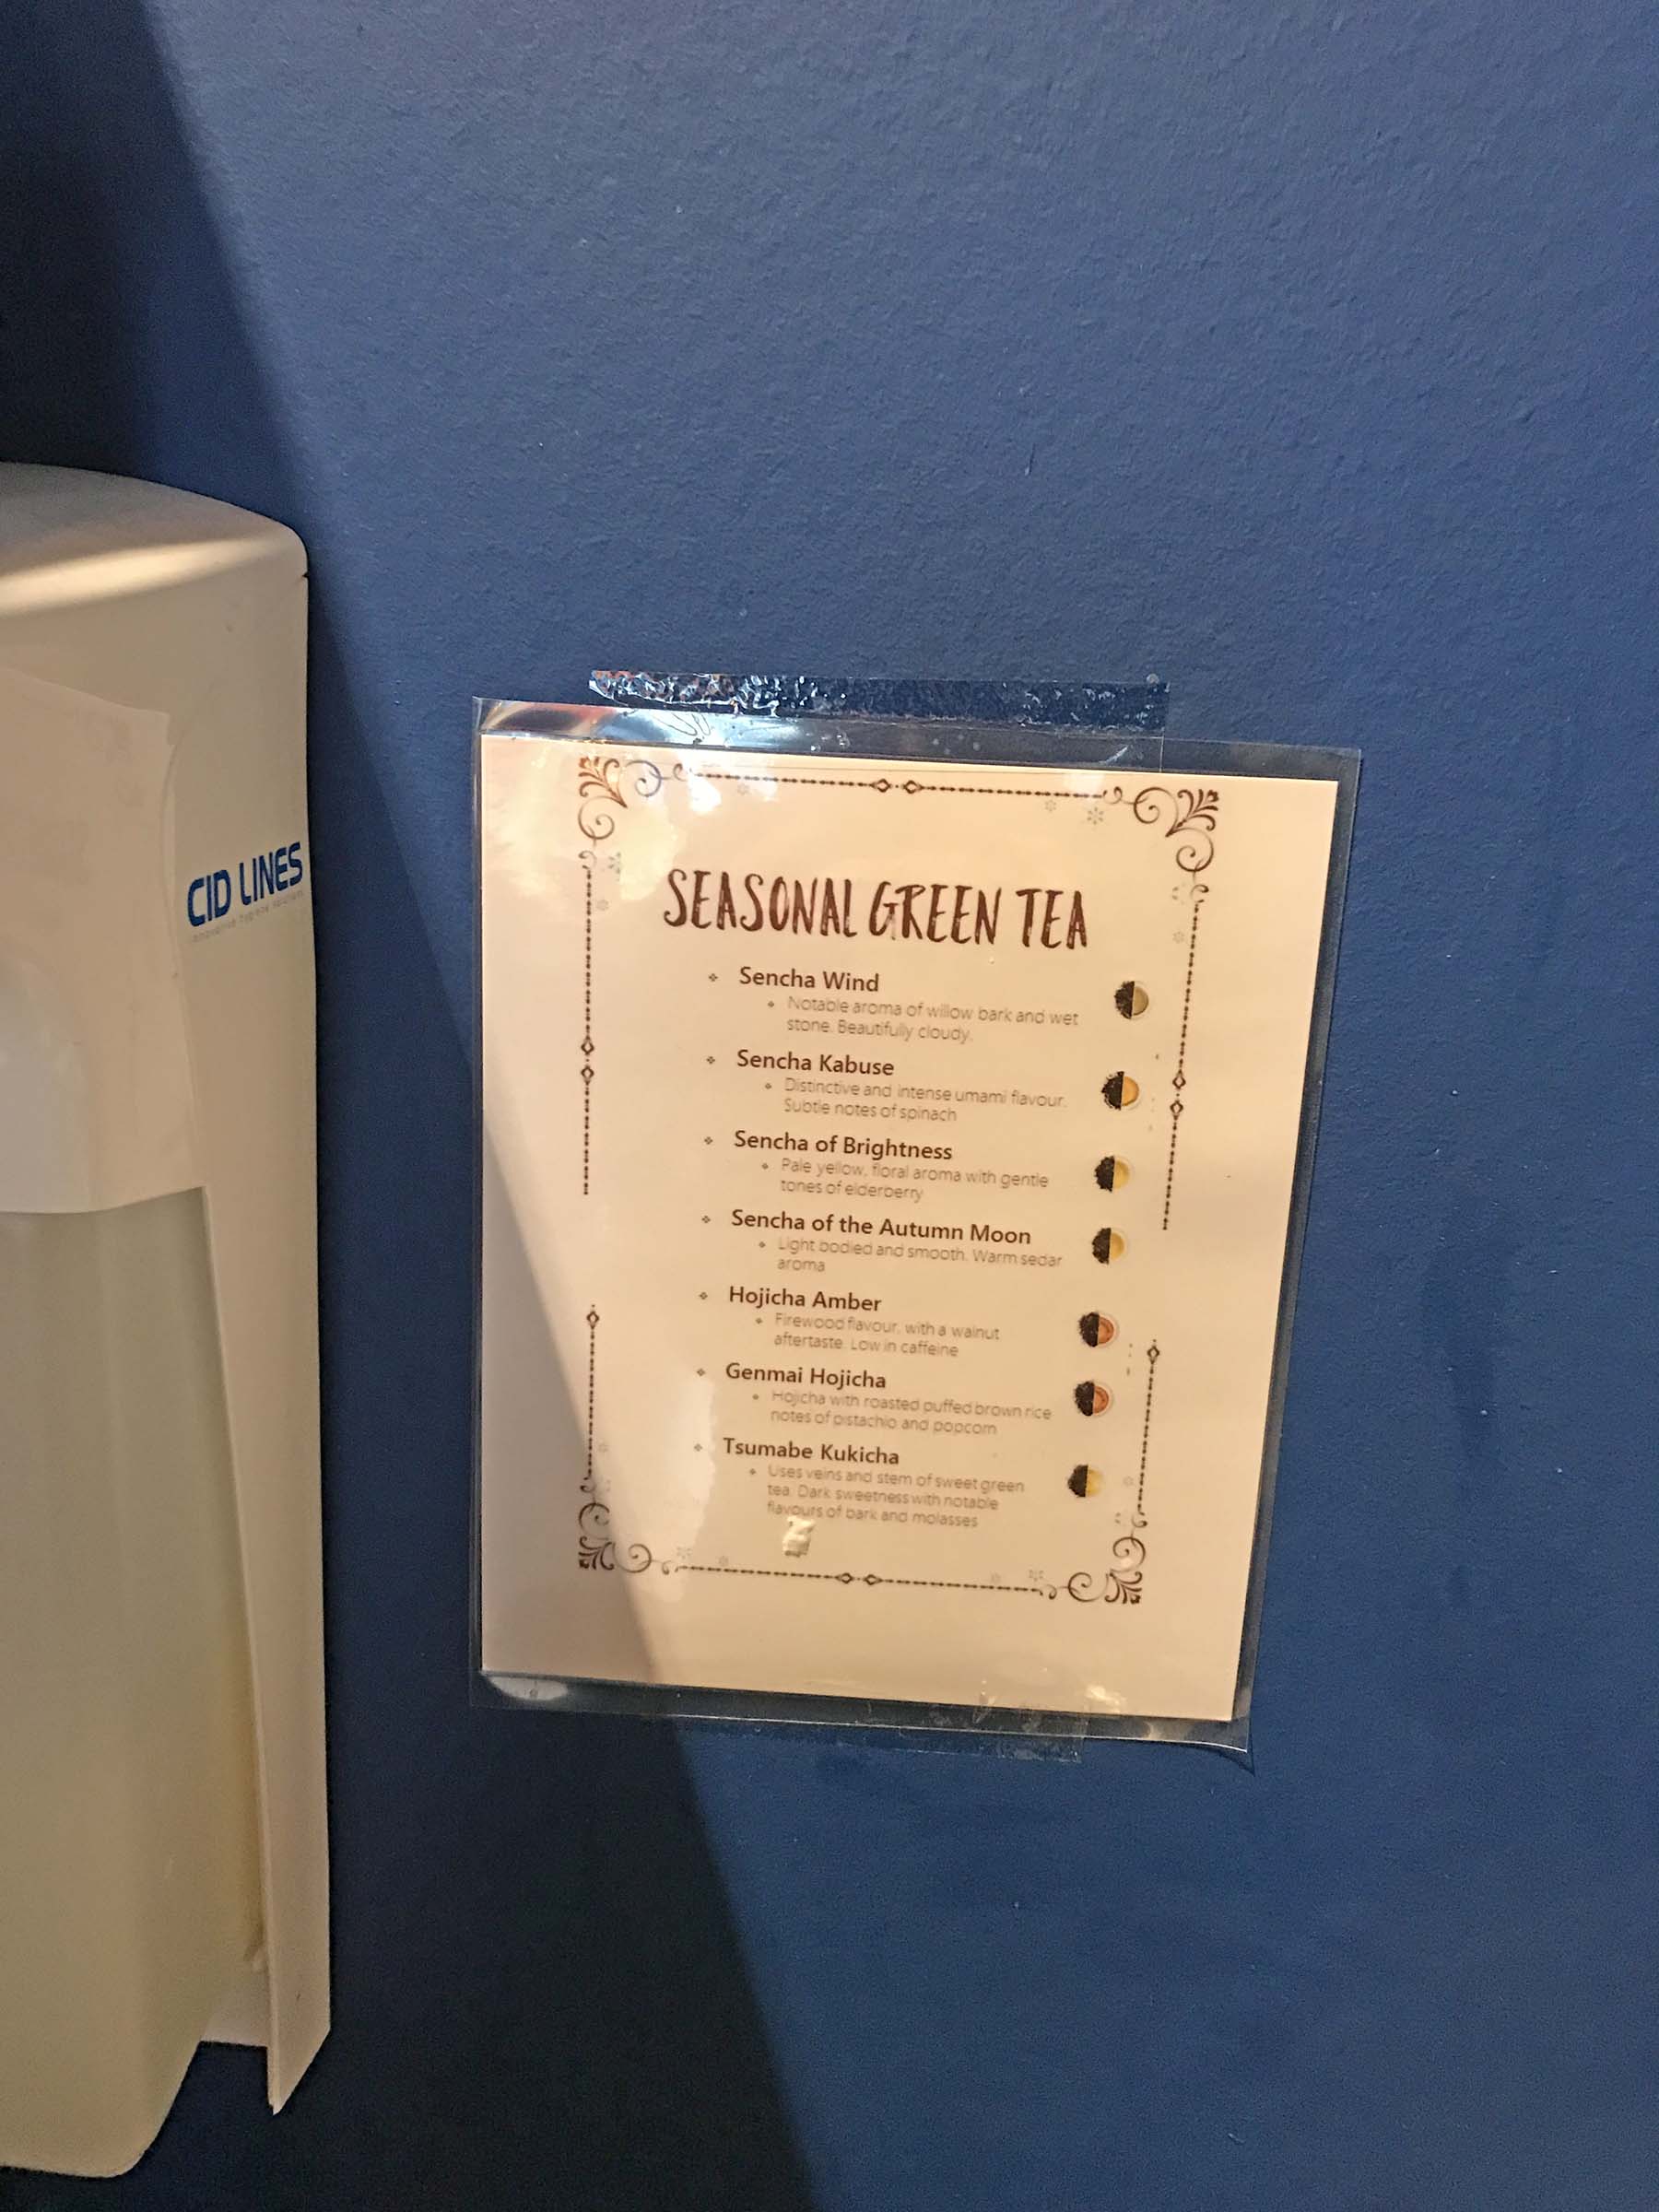 CID LINES
SEASONAL GREEN TEA
Sencha Wind
Notable aroma of willow bark and wet
stone. Beautifully cloudy.
Sencha Kabuse
Distinctive and intense umami flavour.
Subtle notes of spinach
Sencha of Brightness
Pale yellow, floral aroma with gentle
tones of elderberry
Sencha of the Autumn Moon
Light bodied and smooth. Warm sedar
aroma
Hojicha Amber
Firewood flavour, with a walnut
aftertaste. Low in caffeine
Genmai Hojicha
Hojicha with roasted puffed brown rice
notes of pistachio and popcorn
Tsumabe Kukicha
Uses veins and stem of sweet green
tea. Dark sweetness with notable
flavours of bark and molasses